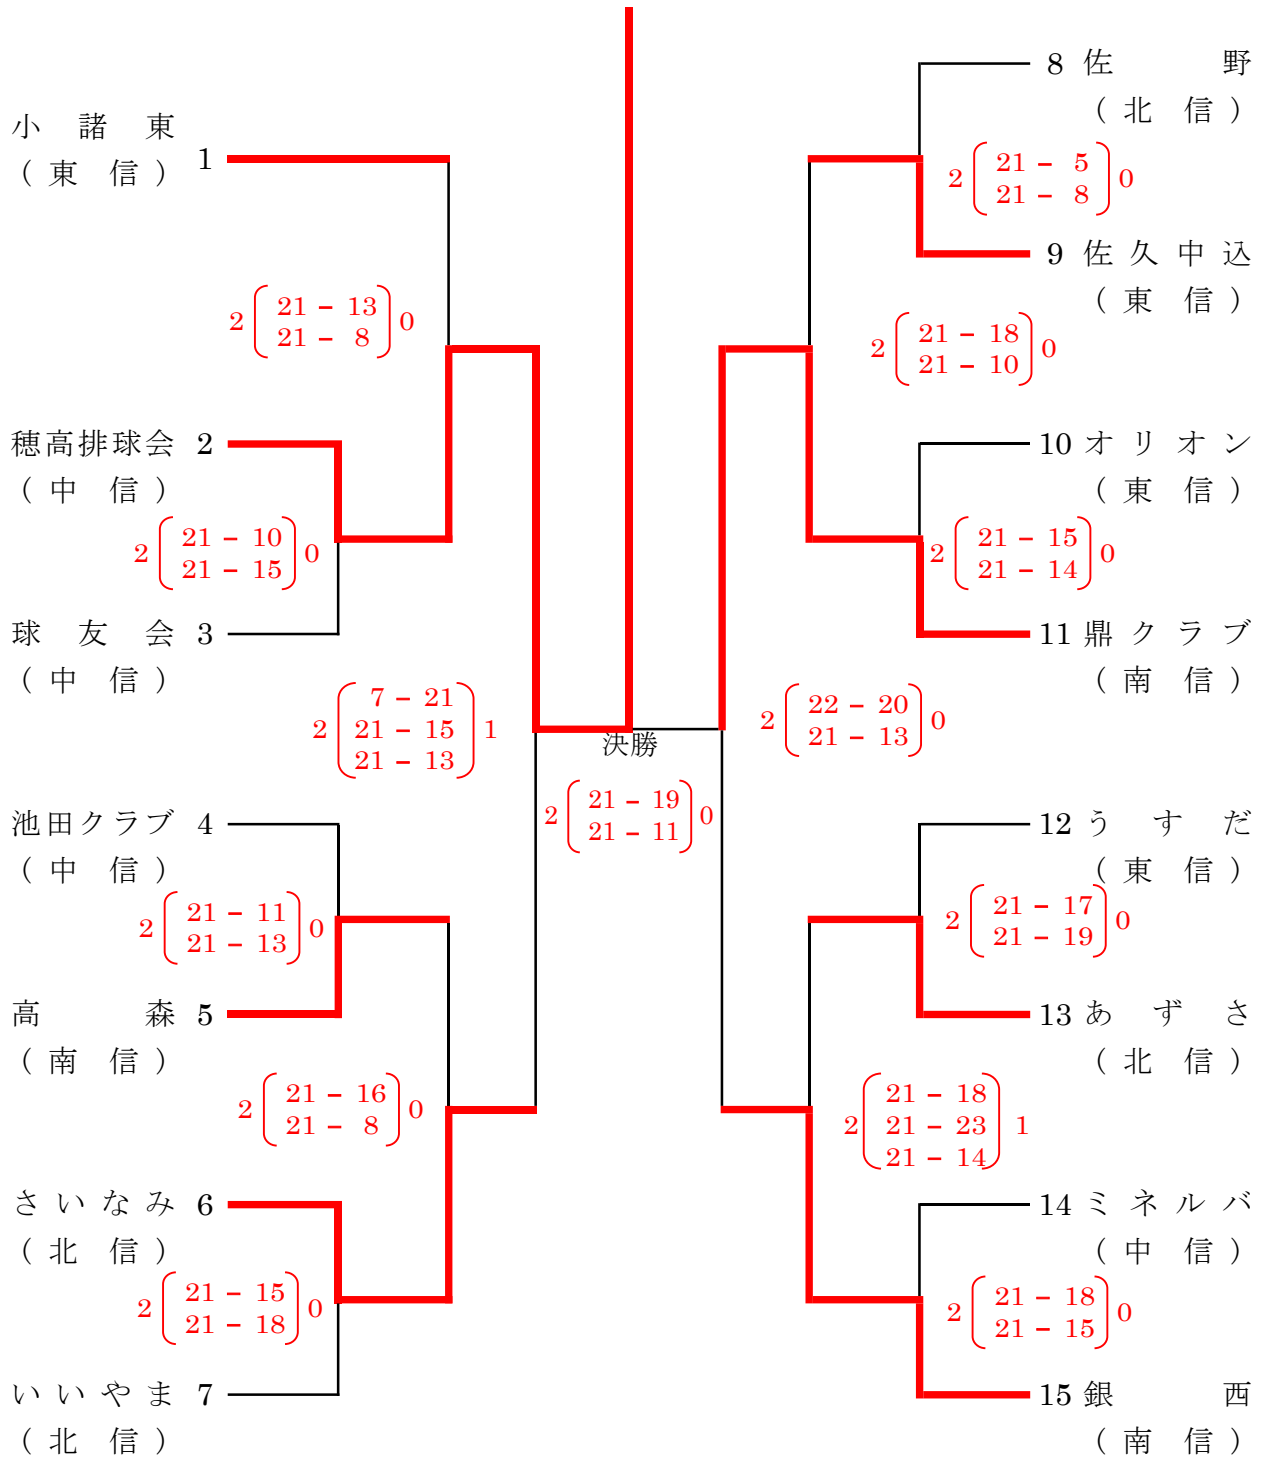 小諸東
(東信) 1
2 21 - 13 0
21 - 8
穂高排球会 2
(中信)
2 21 - 10 0
21 - 15
球友会 3
(中信)
7 - 21
2 21 - 15 1
21 - 13
池田クラブ 4
(中信)
2 21 - 11 0
21 - 13
高森 5
(南信)
2 21 - 16 0
21 - 8
さいなみ 6
(北信)
2 21 - 15 0
21 - 18
いいやま 7
(北信)
決勝
2 21 - 19 0
21 - 11
8 佐野
(北信)
2 21 - 5 0
21 - 8
9 佐久中込
(東信)
2 21 - 18 0
21 - 10
10 オリオン
(東信)
2 21 - 15 0
21 - 14
11 鼎クラブ
(南信)
2 22 - 20 0
21 - 13
12 うすだ
(東信)
2 21 - 17 0
21 - 19
13 あずさ
(北信)
21 - 18
2 21 - 23 1
21 - 14
14 ミネルバ
(中信)
2 21 - 18 0
21 - 15
15 銀西
(南信)